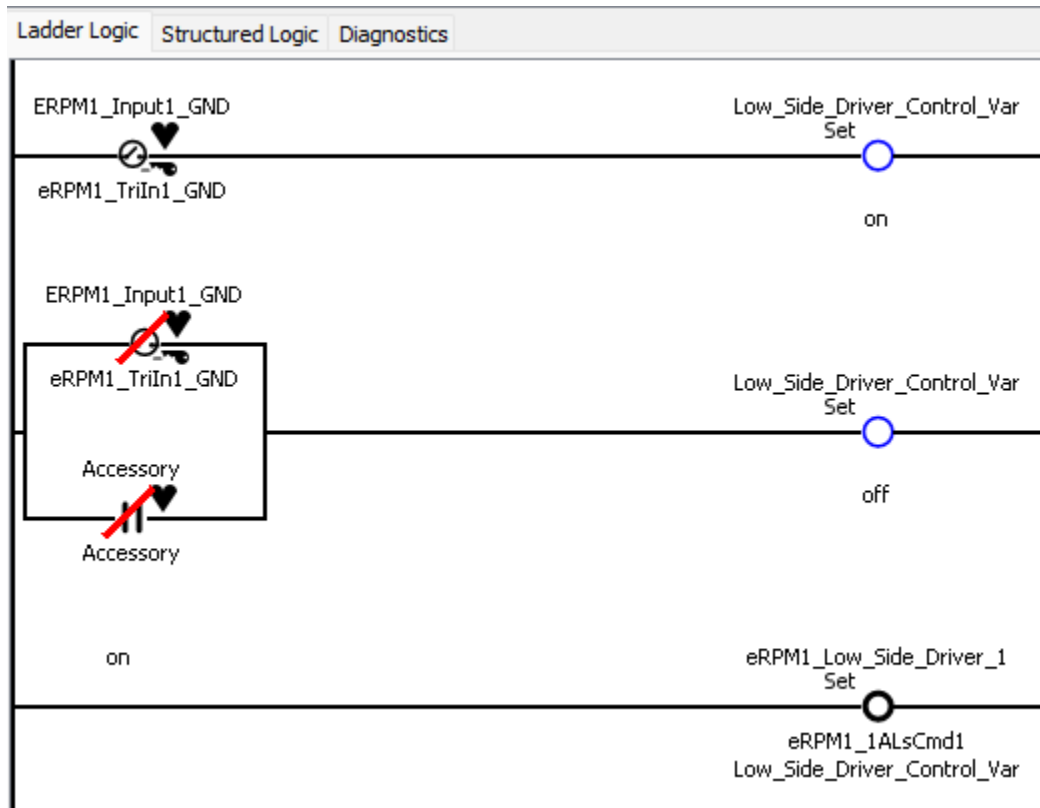 Ladder Logic Structured Logic Diagnostics
ERPM1_Input1_GND
eRPM1_TriIn1_GND
Low_Side_Driver_Control_Var
Set
on
ERPM1_Input1_GND
eRPM1_TriIn1_GND
Accessory
Accessory
Low_Side_Driver_Control_Var
Set
off
on
eRPM1_Low_Side_Driver_1
Set
eRPM1_1ALsCmd1
Low_Side_Driver_Control_Var